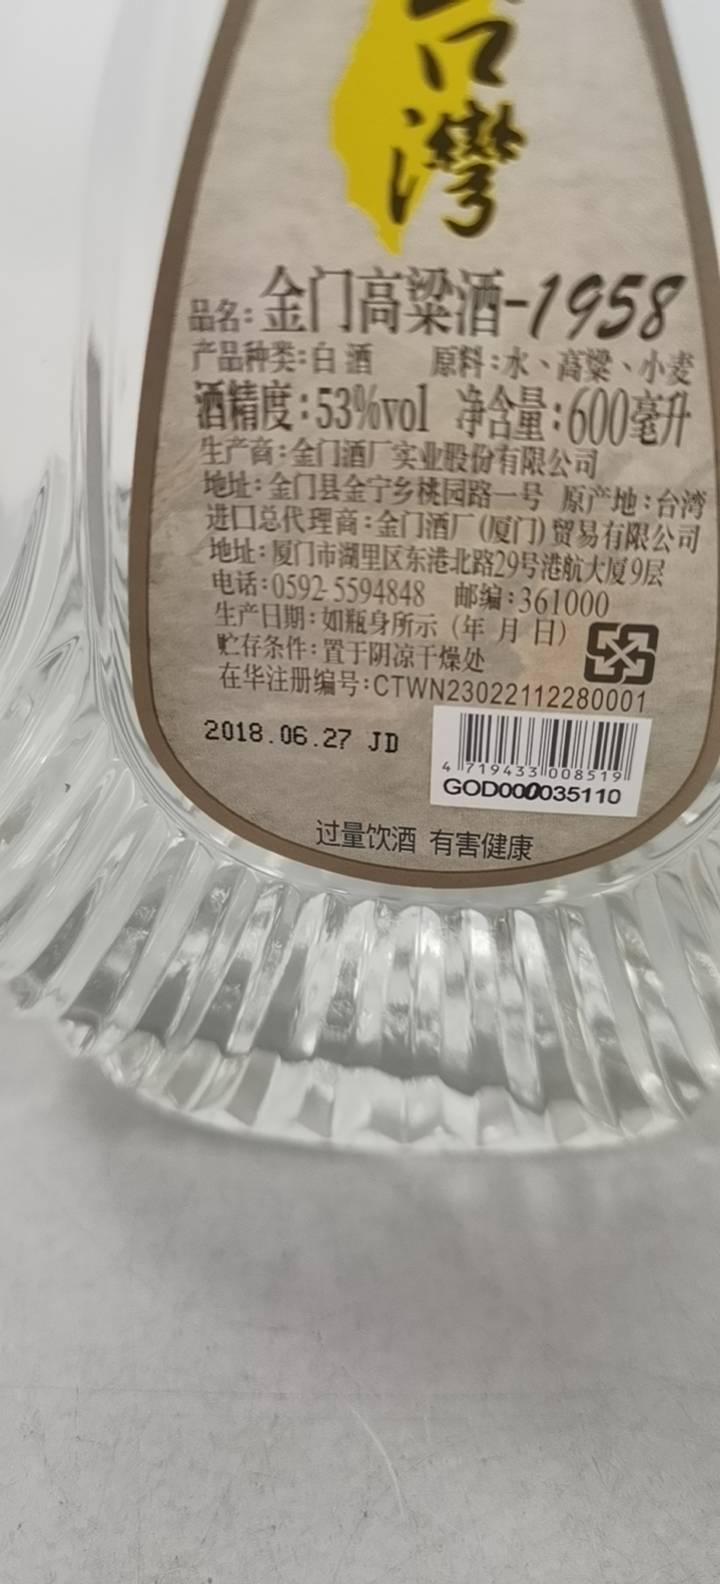 台
灣
品名:金门高粱酒-1958
产品种类:白酒 原料:水、高粱、小麦
酒精度:53%vol 净含量:600毫升
生产商:金门酒厂实业股份有限公司
地址:金门县金宁乡桃园路一号 原产地:台湾
进口总代理商:金门酒厂(厦门)贸易有限公司
地址:厦门市湖里区东港北路29号港航大厦9层
电话:0592-5594848 邮编:361000
生产日期:如瓶身所示(年 月 日)
贮存条件:置于阴凉干燥处
在华注册编号:CTWN23022112280001
2018.06.27 JD
4 719433 008519
GOD000035110
过量饮酒 有害健康